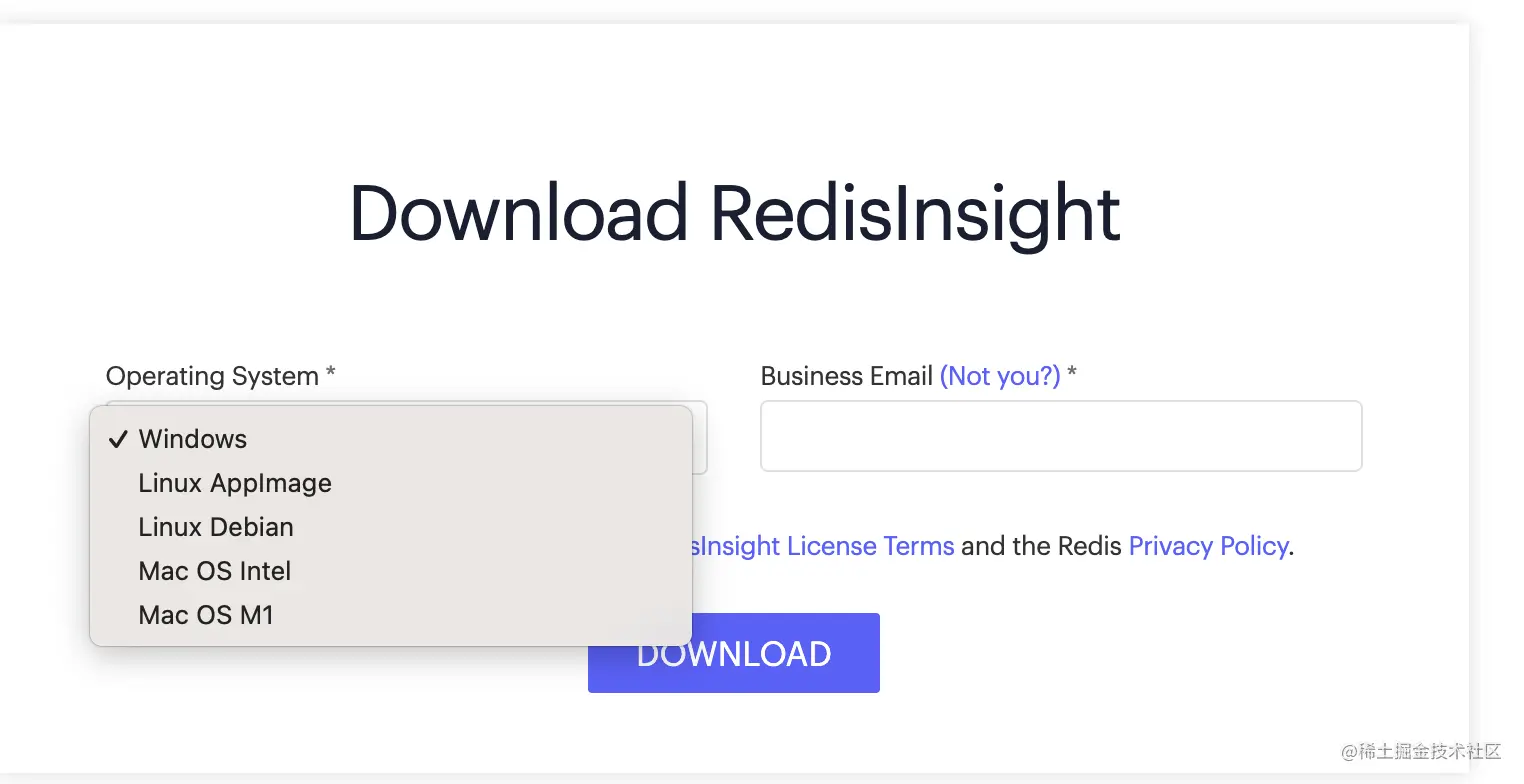 Download RedisInsight
Operating System *
Business Email (Not you?) *
✓ Windows
Linux AppImage
Linux Debian
Mac OS Intel
Mac OS M1
sInsight License Terms and the Redis Privacy Policy.
DOWNLOAD
@稀土掘金技术社区